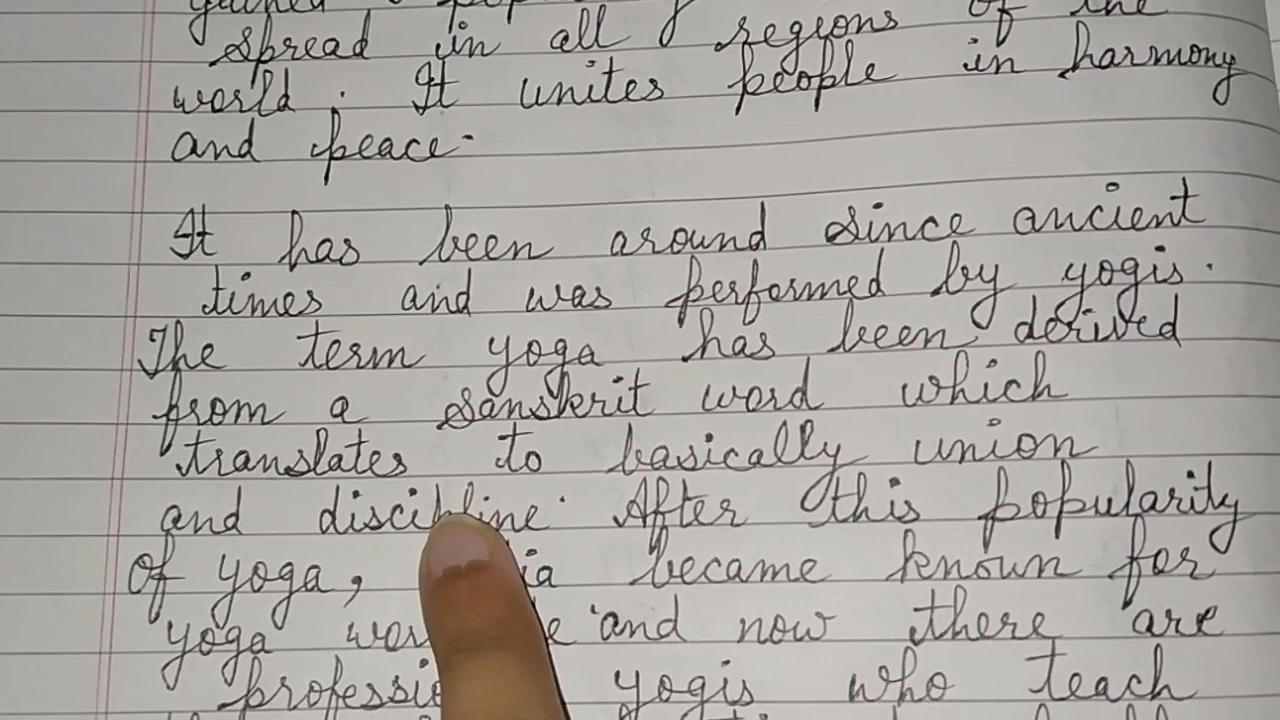 spread in all regions of the
world. It unites people in harmony
and peace.
It has been around since ancient
times and was performed by yogis.
The term yoga has been derived
from a sanskrit word which
translates to basically union
and discipline. After this popularity
of yoga, became known for
yoga and now there are
yogis who teach